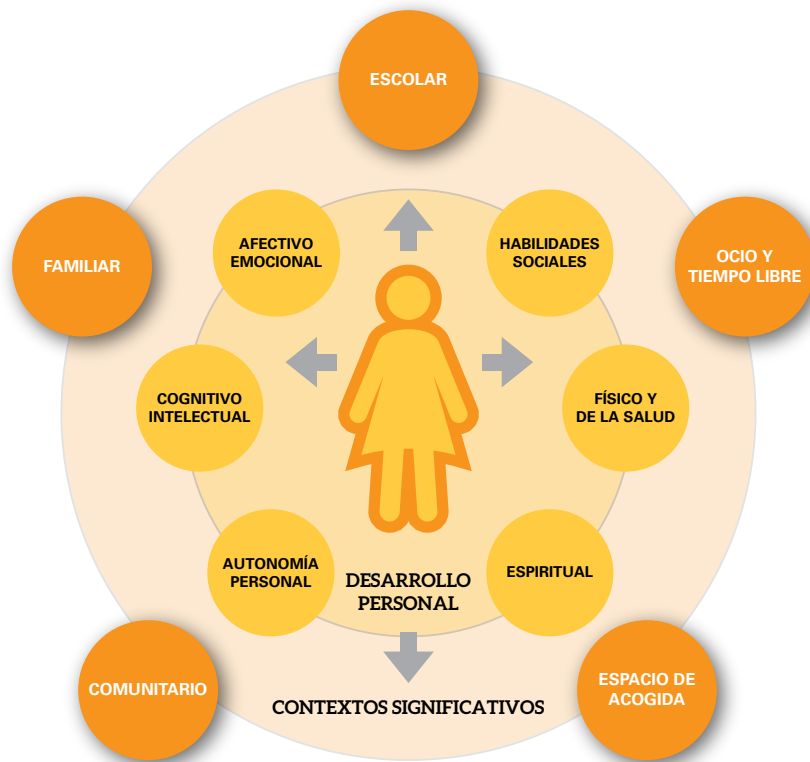 ESCOLAR
AFECTIVO
EMOCIONAL
HABILIDADES
SOCIALES
FAMILIAR
OCIO Y
TIEMPO LIBRE
COGNITIVO
INTELECTUAL
FÍSICO Y
DE LA SALUD
AUTONOMÍA
PERSONAL
DESARROLLO
PERSONAL
ESPIRITUAL
COMUNITARIO
ESPACIO DE
ACOGIDA
CONTEXTOS SIGNIFICATIVOS